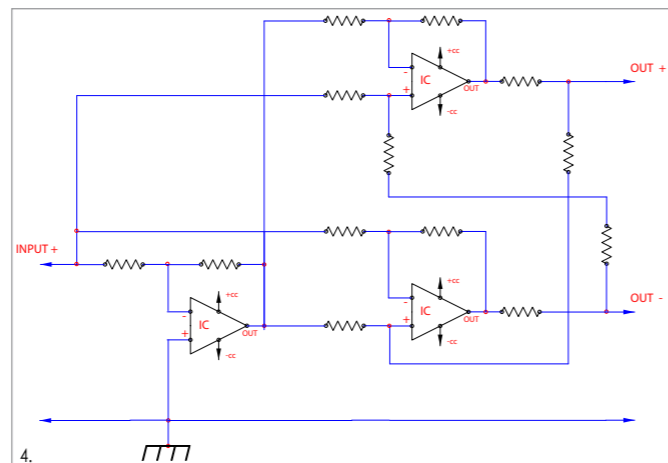 +cc
OUT +
-
IC
+
OUT
-cc
INPUT +
+cc
+cc
-
IC
OUT -
-
IC
+
OUT
+
OUT
-cc
-cc
4.